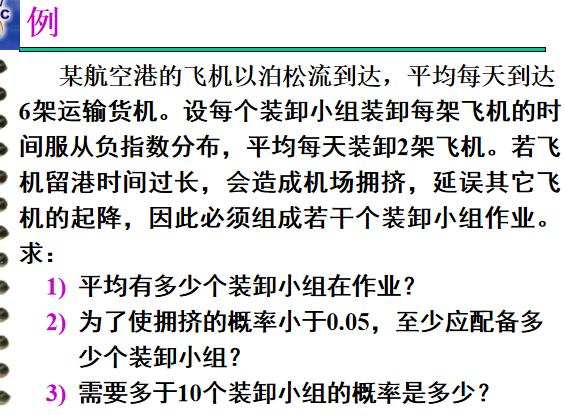 C
例
某航空港的飞机以泊松流到达，平均每天到达
6架运输货机。设每个装卸小组装卸每架飞机的时
间服从负指数分布，平均每天装卸2架飞机。若飞
机留港时间过长，会造成机场拥挤，延误其它飞
机的起降，因此必须组成若干个装卸小组作业。
求：
1) 平均有多少个装卸小组在作业？
2) 为了使拥挤的概率小于0.05，至少应配备多
少个装卸小组？
3) 需要多于10个装卸小组的概率是多少？